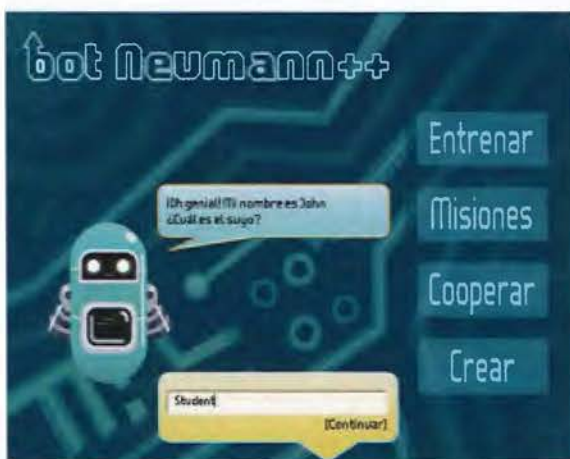 bot Neumann++
Entrenar
¡Oh genial! Mi nombre es John
¿Cuál es el suyo?
Misiones
Cooperar
Crear
Student
[Continuar]